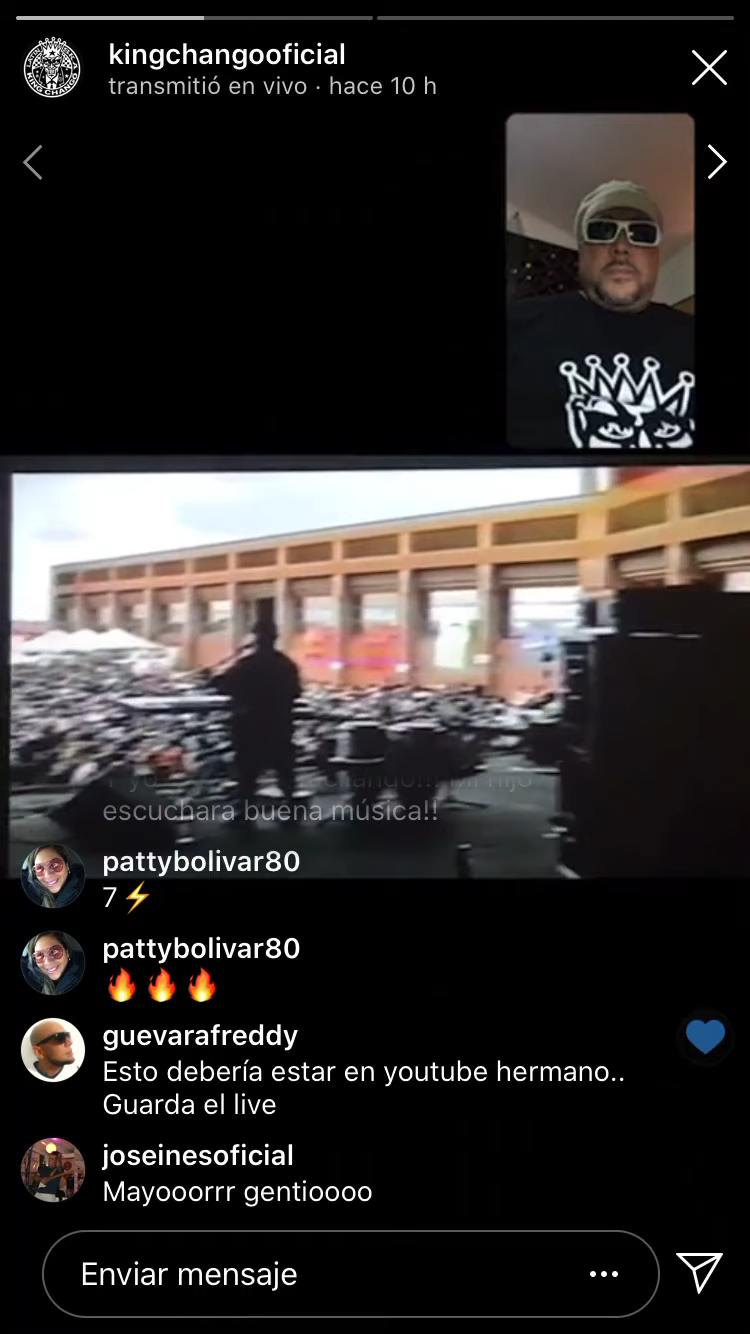 kingchangooficial
transmitió en vivo · hace 10 h
escuchara buena música!!
pattybolivar80
7⚡
pattybolivar80
🔥🔥🔥
guevarafreddy
Esto debería estar en youtube hermano..
Guarda el live
joseinesoficial
Mayooorrr gentioooo
Enviar mensaje